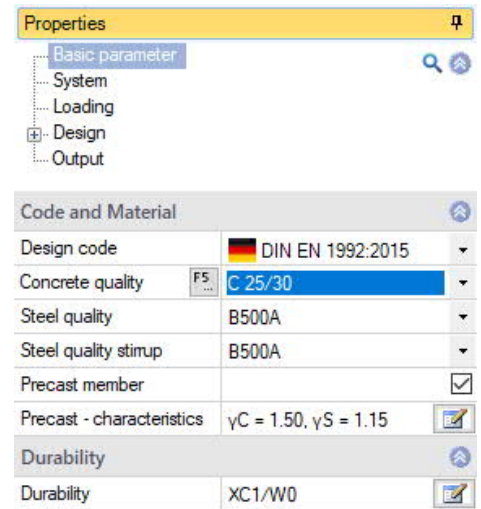 Properties
Basic parameter
System
Loading
Design
Output
Code and Material
Design code DIN EN 1992:2015
Concrete quality F5... C 25/30
Steel quality B500A
Steel quality stirrup B500A
Precast member
Precast - characteristics γC = 1.50, γS = 1.15
Durability
Durability XC1/W0